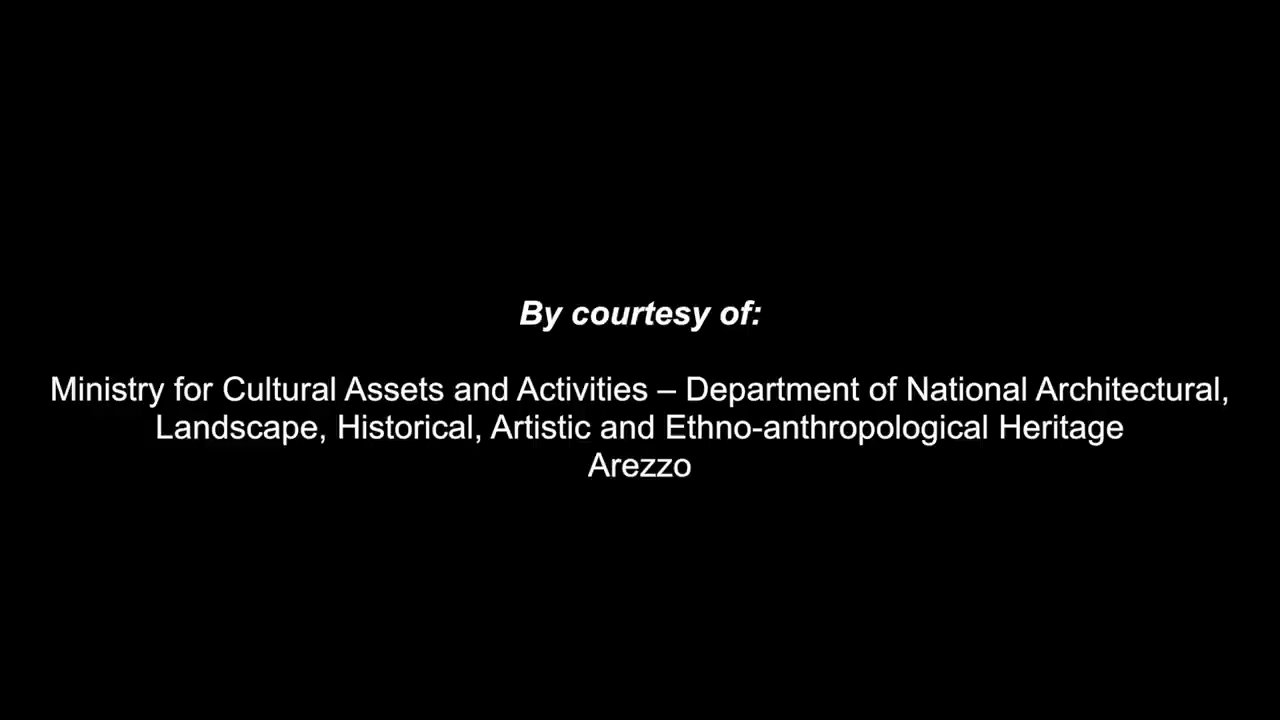 By courtesy of:
Ministry for Cultural Assets and Activities – Department of National Architectural,
Landscape, Historical, Artistic and Ethno-anthropological Heritage
Arezzo